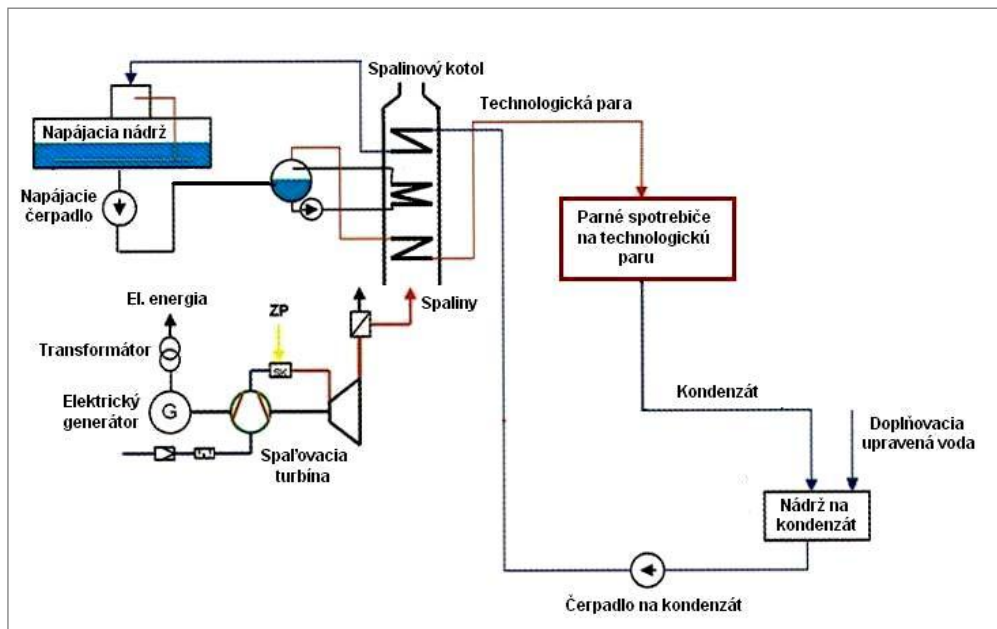 Spalinový kotol
Technologická para
Napájacia nádrž
Napájacie
čerpadlo
Parné spotrebiče
na technologickú
paru
El. energia
Spaliny
ZP
Transformátor
SK
Kondenzát
Elektrický
generátor
G
Doplňovacia
upravená voda
Spaľovacia
turbína
Nádrž na
kondenzát
Čerpadlo na kondenzát